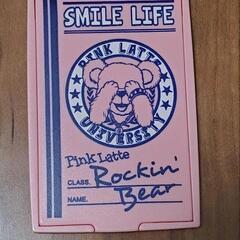 SMILE LIFE
PINK LATTE
UNIVERSITY
Pink Latte
CLASS. Rockin'
NAME. Bear